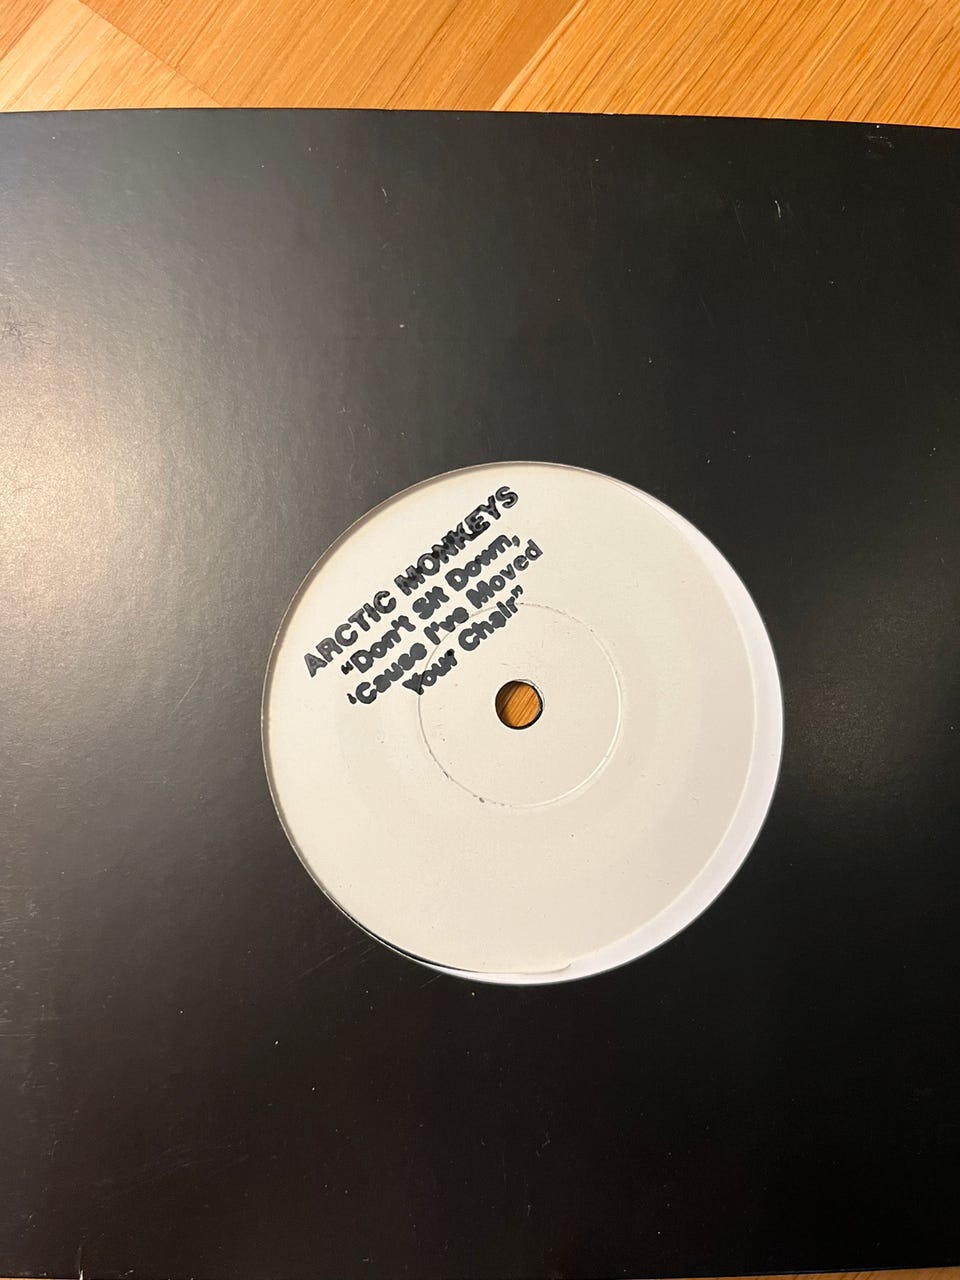 ARCTIC MONKEYS
"Don't Sit Down,
'Cause I've Moved
Your Chair"